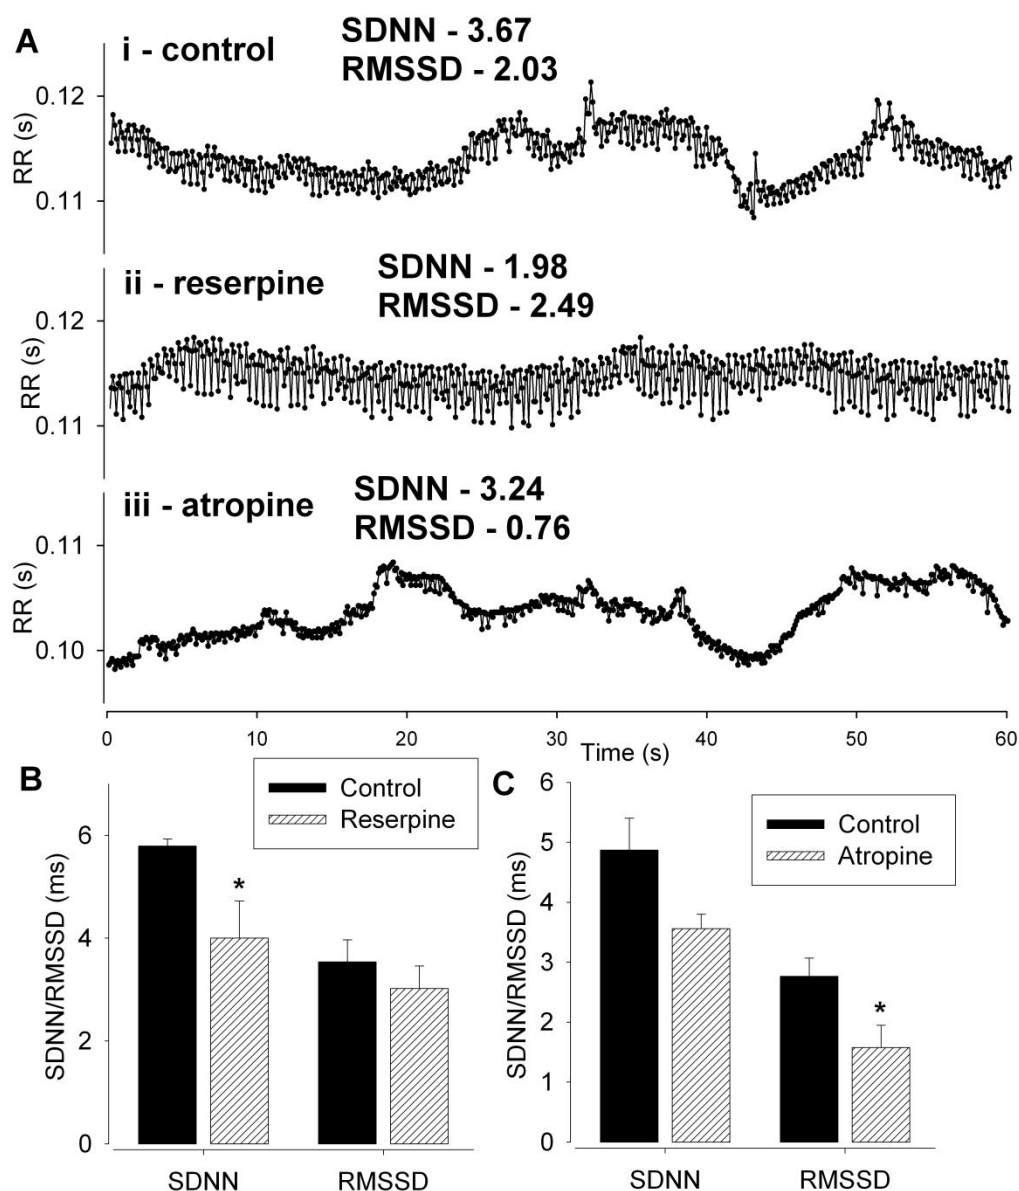 A
i - control
SDNN - 3.67
RMSSD - 2.03
0.12
RR (s)
0.11
ii - reserpine
SDNN - 1.98
RMSSD - 2.49
0.12
RR (s)
0.11
iii - atropine
SDNN - 3.24
RMSSD - 0.76
0.11
RR (s)
0.10
0 10 20 30 40 50 60
Time (s)
B
Control
Reserpine
SDNN/RMSSD (ms)
6
*
4
2
0
SDNN RMSSD
C
Control
Atropine
SDNN/RMSSD (ms)
6
5
4
3
2
*
1
0
SDNN RMSSD